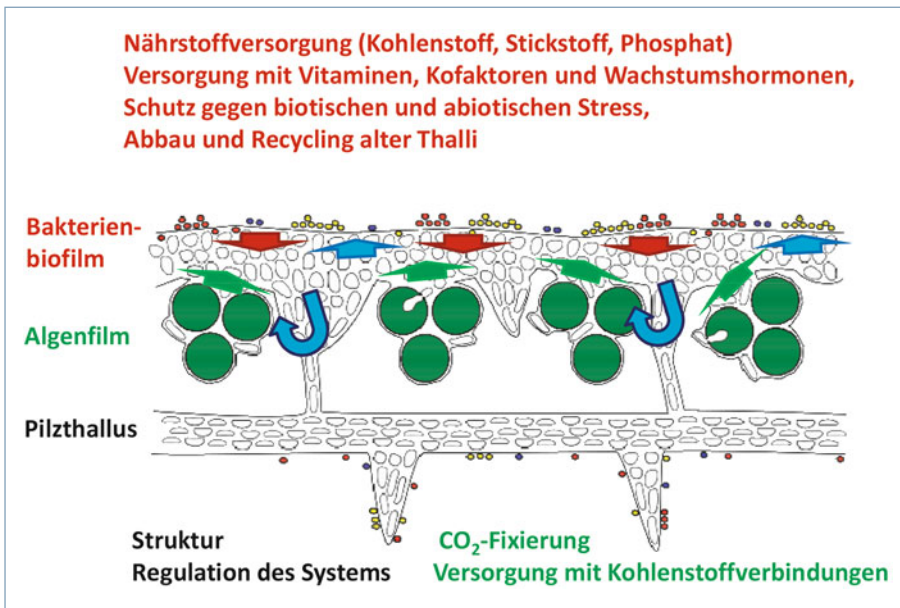 Nährstoffversorgung (Kohlenstoff, Stickstoff, Phosphat)
Versorgung mit Vitaminen, Kofaktoren und Wachstumshormonen,
Schutz gegen biotischen und abiotischen Stress,
Abbau und Recycling alter Thalli
Bakterien-
biofilm
Algenfilm
Pilzthallus
Struktur
Regulation des Systems
CO₂-Fixierung
Versorgung mit Kohlenstoffverbindungen